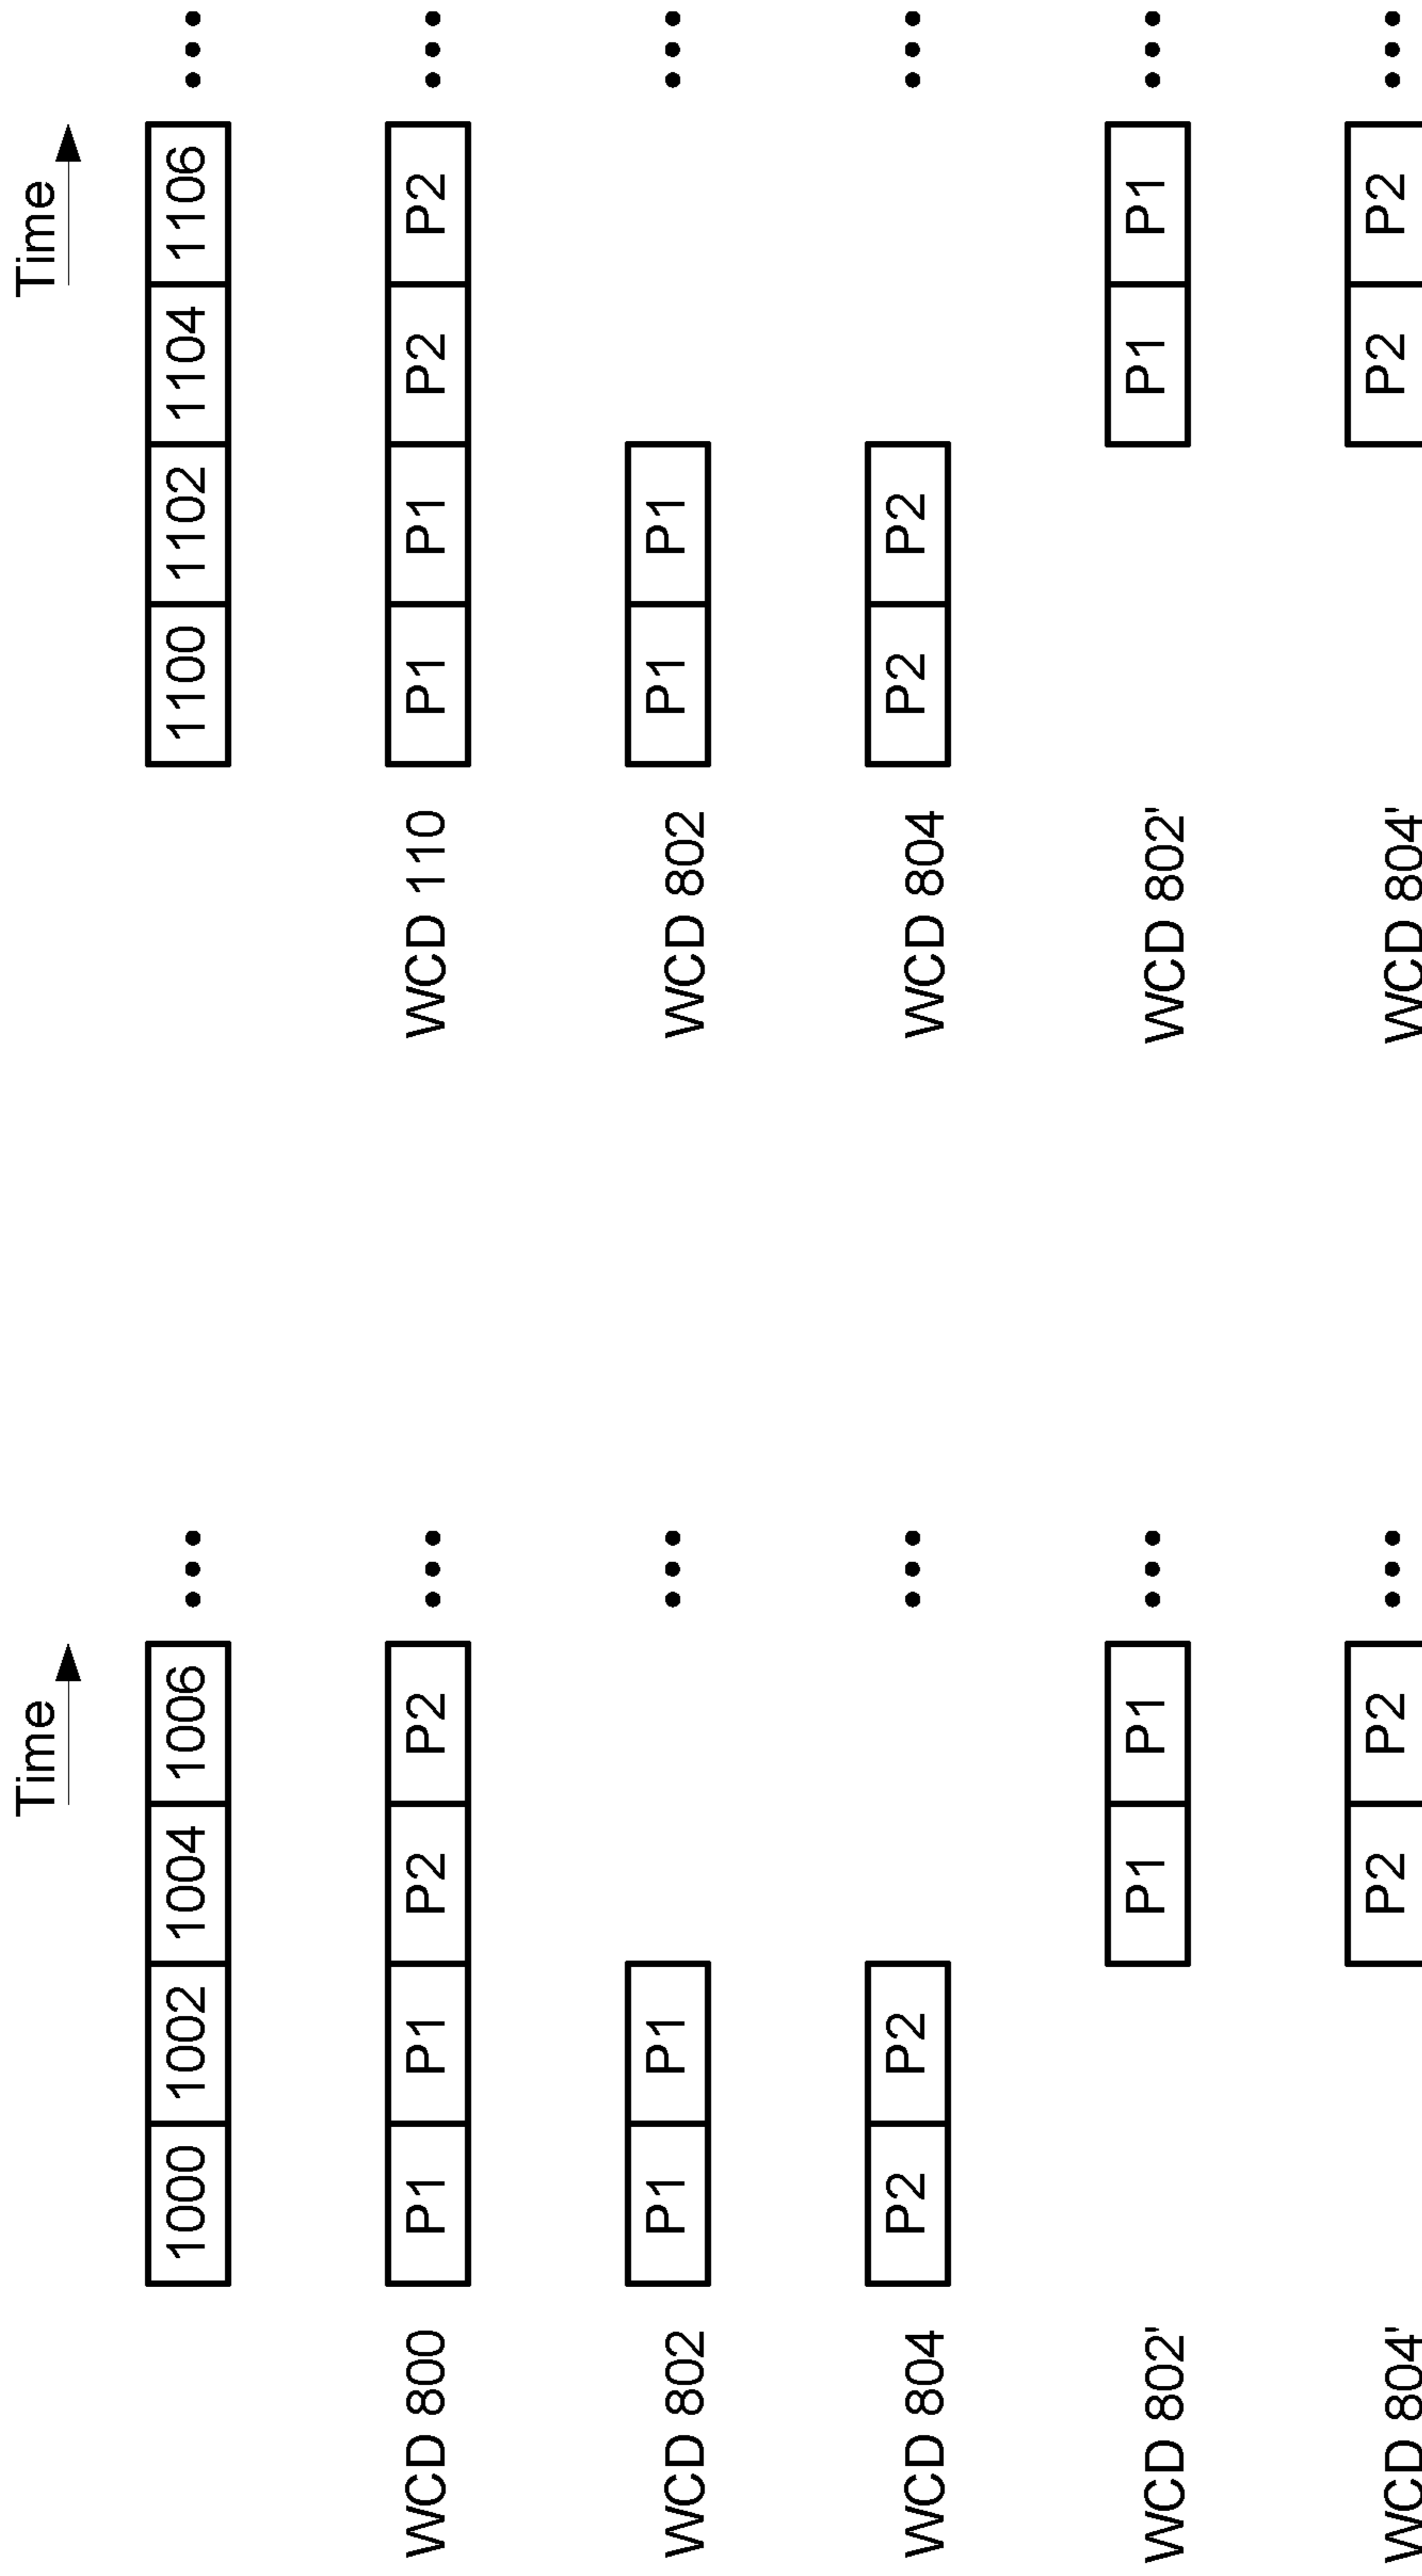 Time
1000 1002 1004 1006 ...
WCD 800 P1 P1 P2 P2 ...
WCD 802 P1 P1 ...
WCD 804 P2 P2 ...
WCD 802' P1 P1 ...
WCD 804' P2 P2 ...
Time
1100 1102 1104 1106 ...
WCD 110 P1 P1 P2 P2 ...
WCD 802 P1 P1 ...
WCD 804 P2 P2 ...
WCD 802' P1 P1 ...
WCD 804' P2 P2 ...